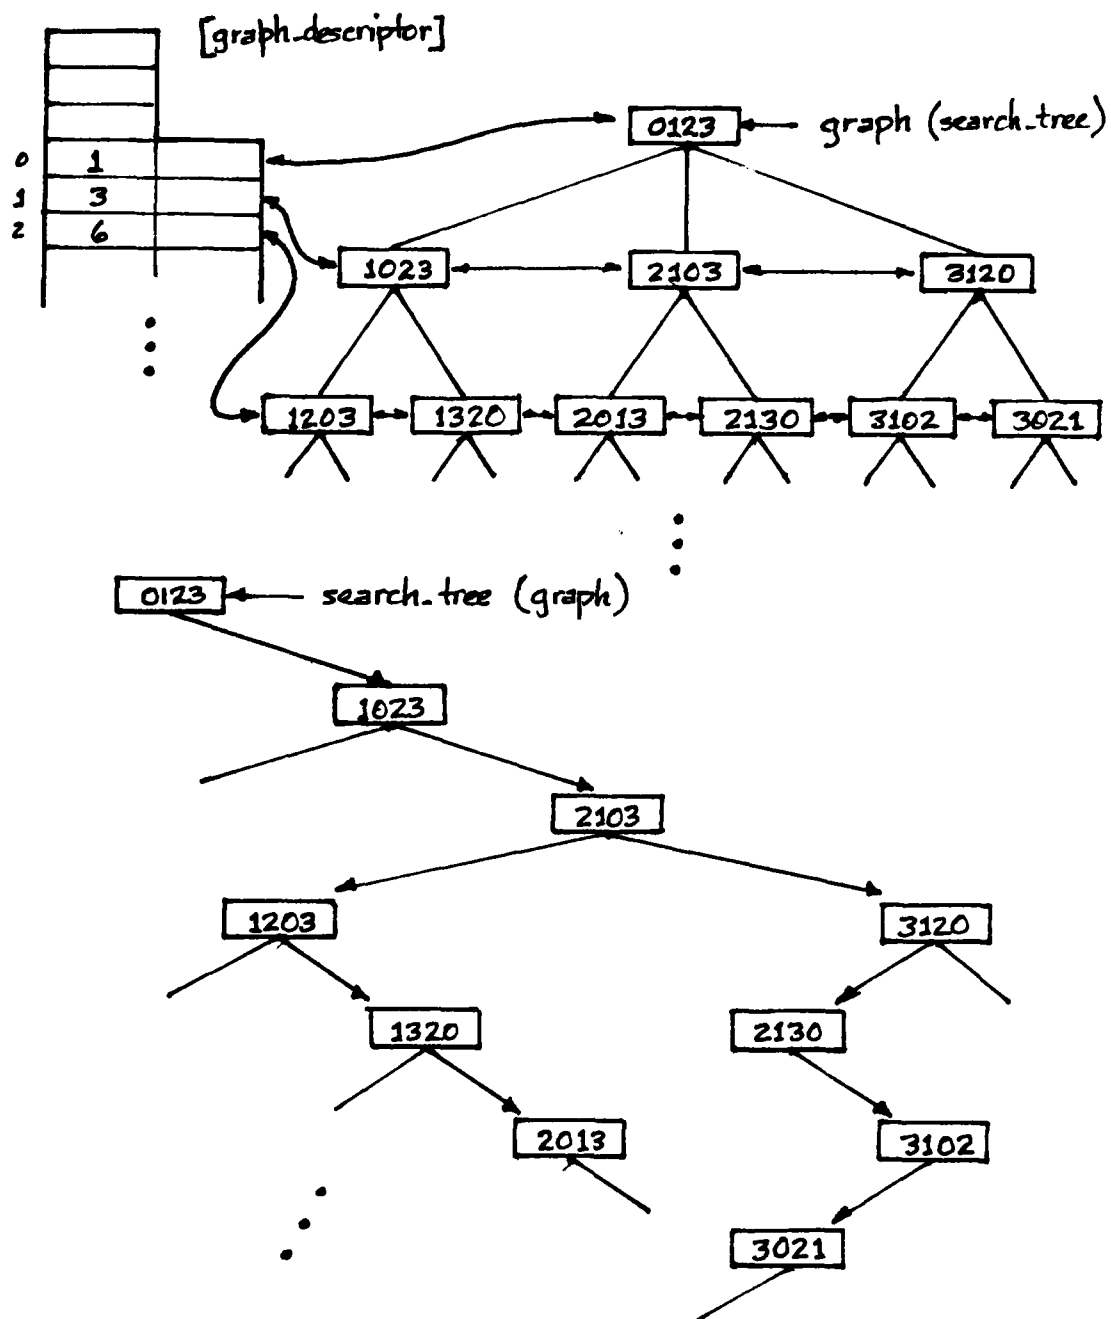 [graph_descriptor]
0123 graph (search_tree)
0 1
1 3
2 6
1023 2103 3120
1203 1320 2013 2130 3102 3021
0123 search_tree (graph)
1023
2103
1203 3120
1320 2130
2013 3102
3021